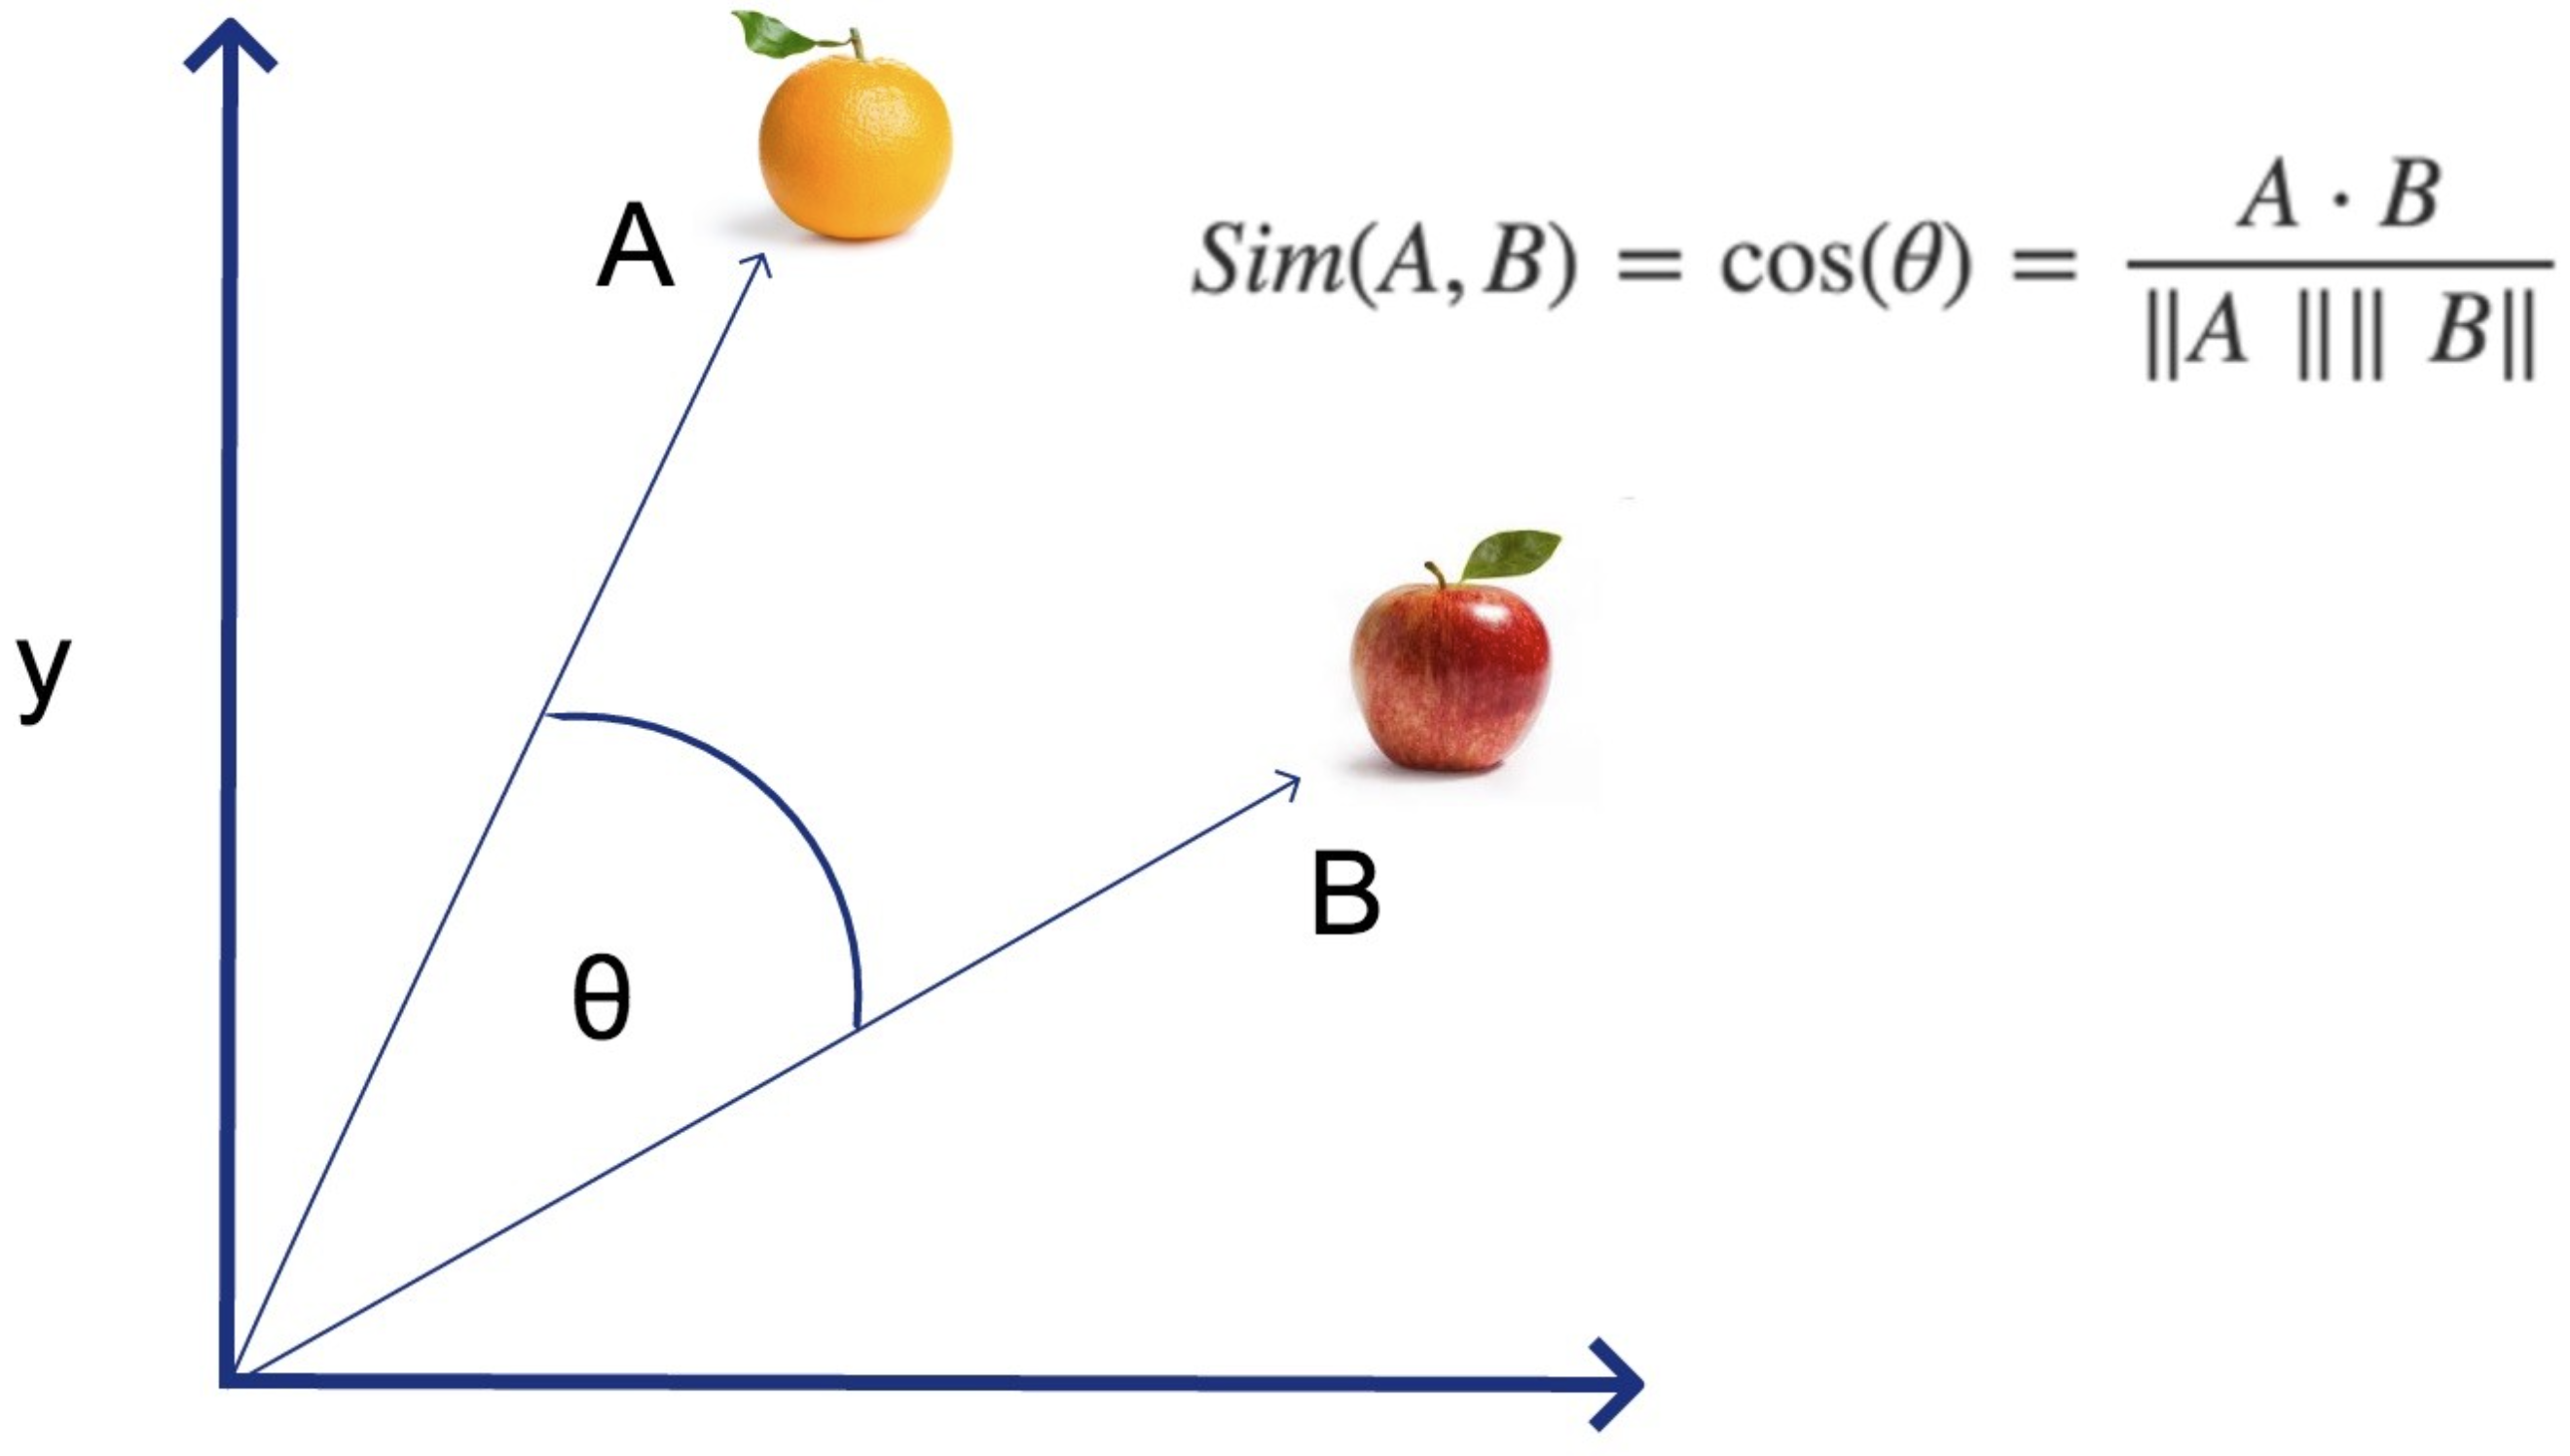 A
Sim(A, B) = cos(θ) = A · B / ||A || || B||
y
B
θ